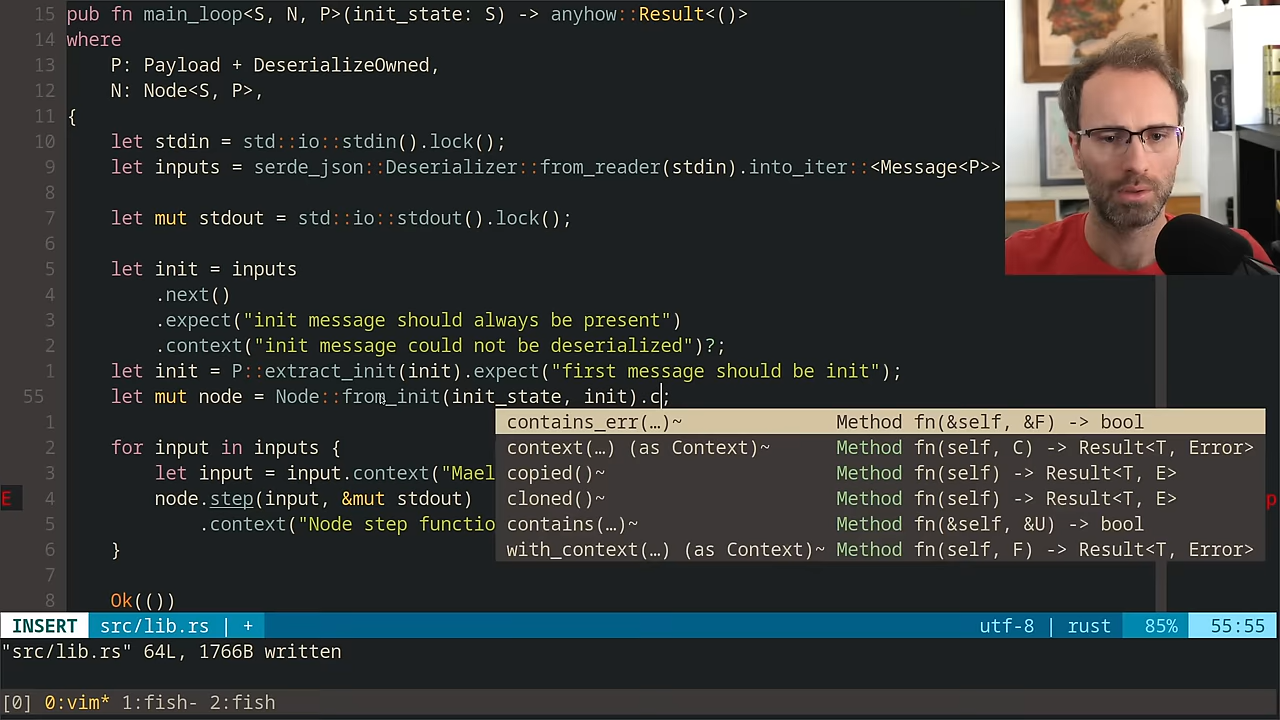 15 pub fn main_loop<S, N, P>(init_state: S) -> anyhow::Result<()>
14 where
13     P: Payload + DeserializeOwned,
12     N: Node<S, P>,
11 {
10     let stdin = std::io::stdin().lock();
9     let inputs = serde_json::Deserializer::from_reader(stdin).into_iter::<Message<P>>
8
7     let mut stdout = std::io::stdout().lock();
6
5     let init = inputs
4         .next()
3         .expect("init message should always be present")
2         .context("init message could not be deserialized")?;
1     let init = P::extract_init(init).expect("first message should be init");
55     let mut node = Node::from_init(init_state, init).c;
1 contains_err(…)~ Method fn(&self, &F) -> bool
2     for input in inputs { context(…) (as Context)~ Method fn(self, C) -> Result<T, Error>
3         let input = input.context("Mael copied()~ Method fn(self) -> Result<T, E>
E 4         node.step(input, &mut stdout) cloned()~ Method fn(self) -> Result<T, E> p
5             .context("Node step functio contains(…)~ Method fn(&self, &U) -> bool
6     } with_context(…) (as Context)~ Method fn(self, F) -> Result<T, Error>
7
8     Ok(())
INSERT src/lib.rs | + utf-8 | rust 85% 55:55
"src/lib.rs" 64L, 1766B written
[0] 0:vim* 1:fish- 2:fish